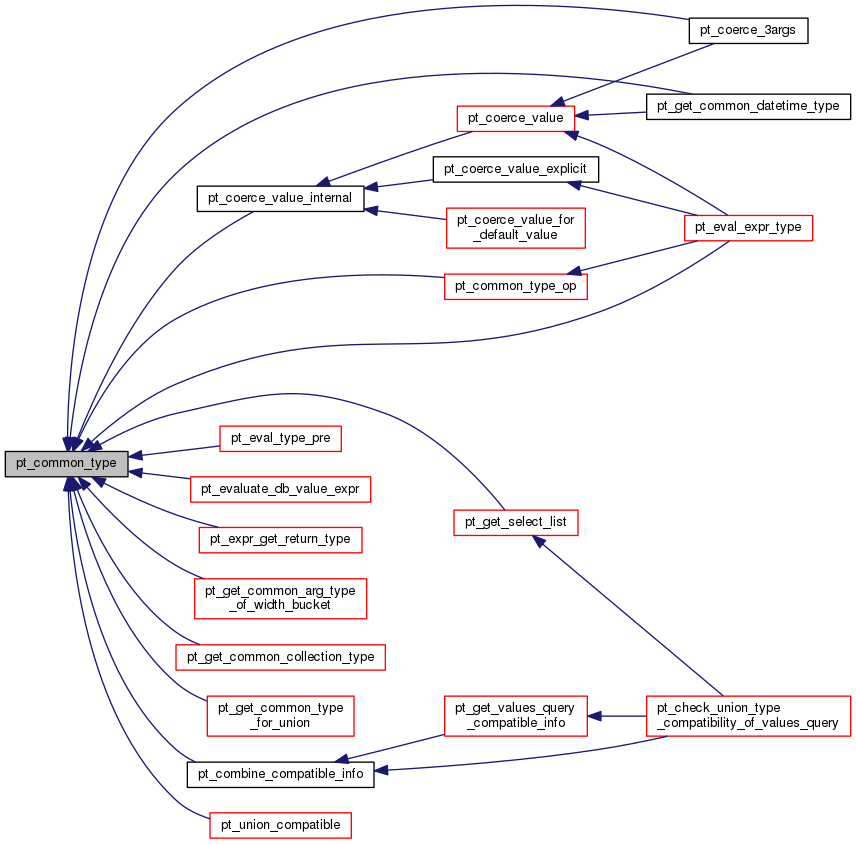 pt_coerce_3args
pt_get_common_datetime_type
pt_coerce_value
pt_coerce_value_explicit
pt_coerce_value_internal
pt_coerce_value_for
_default_value
pt_eval_expr_type
pt_common_type_op
pt_eval_type_pre
pt_common_type
pt_evaluate_db_value_expr
pt_get_select_list
pt_expr_get_return_type
pt_get_common_arg_type
_of_width_bucket
pt_get_common_collection_type
pt_get_common_type
_for_union
pt_get_values_query
_compatible_info
pt_check_union_type
_compatibility_of_values_query
pt_combine_compatible_info
pt_union_compatible